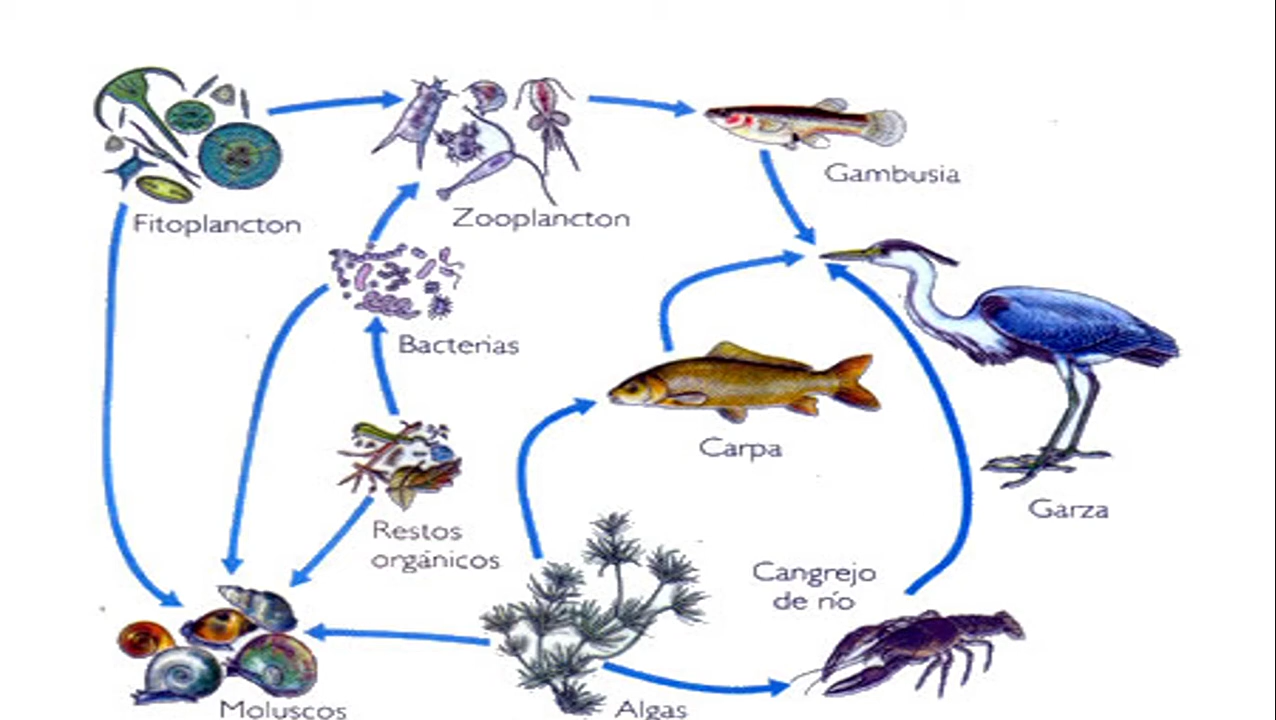 Gambusia
Fitoplancton
Zooplancton
Bacterias
Carpa
Garza
Restos
orgánicos
Cangrejo
de río
Moluscos
Algas